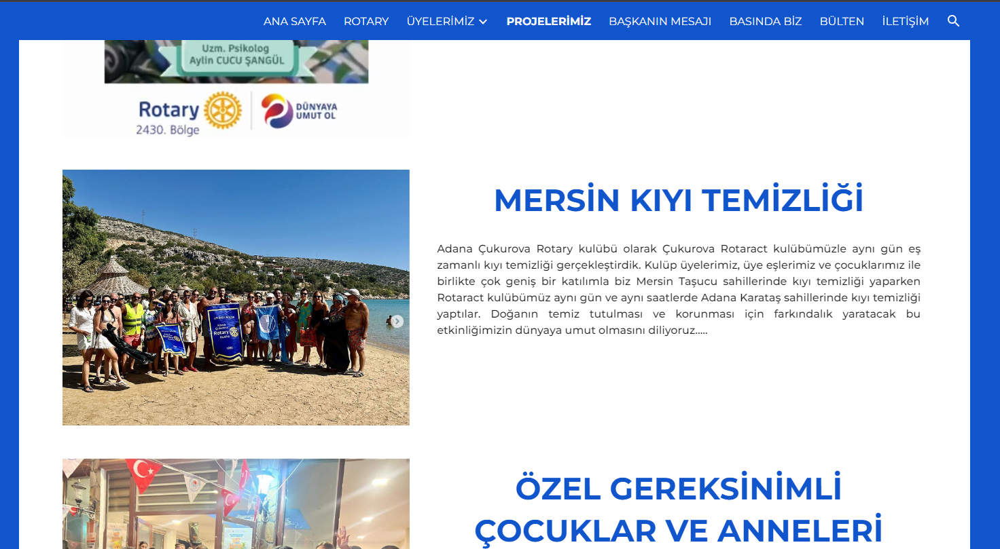 ANA SAYFA ROTARY ÜYELERİMİZ PROJELERİMİZ BAŞKANIN MESAJI BASINDA BİZ BÜLTEN İLETİŞİM
Uzm. Psikolog
Aylin CUCU ŞANGÜL
Rotary
2430. Bölge
DÜNYAYA
UMUT OL
MERSİN KIYI TEMİZLİĞİ
Adana Çukurova Rotary kulübü olarak Çukurova Rotaract kulübümüzle aynı gün eş
zamanlı kıyı temizliği gerçekleştirdik. Kulüp üyelerimiz, üye eşlerimiz ve çocuklarımız ile
birlikte çok geniş bir katılımla biz Mersin Taşucu sahillerinde kıyı temizliği yaparken
Rotaract kulübümüz aynı gün ve aynı saatlerde Adana Karataş sahillerinde kıyı temizliği
yaptılar. Doğanın temiz tutulması ve korunması için farkındalık yaratacak bu
etkinliğimizin dünyaya umut olmasını diliyoruz.....
Adana
Çukurova
Rotary
Kulübü
1990
ÖZEL GEREKSİNİMLİ
ÇOCUKLAR VE ANNELERİ